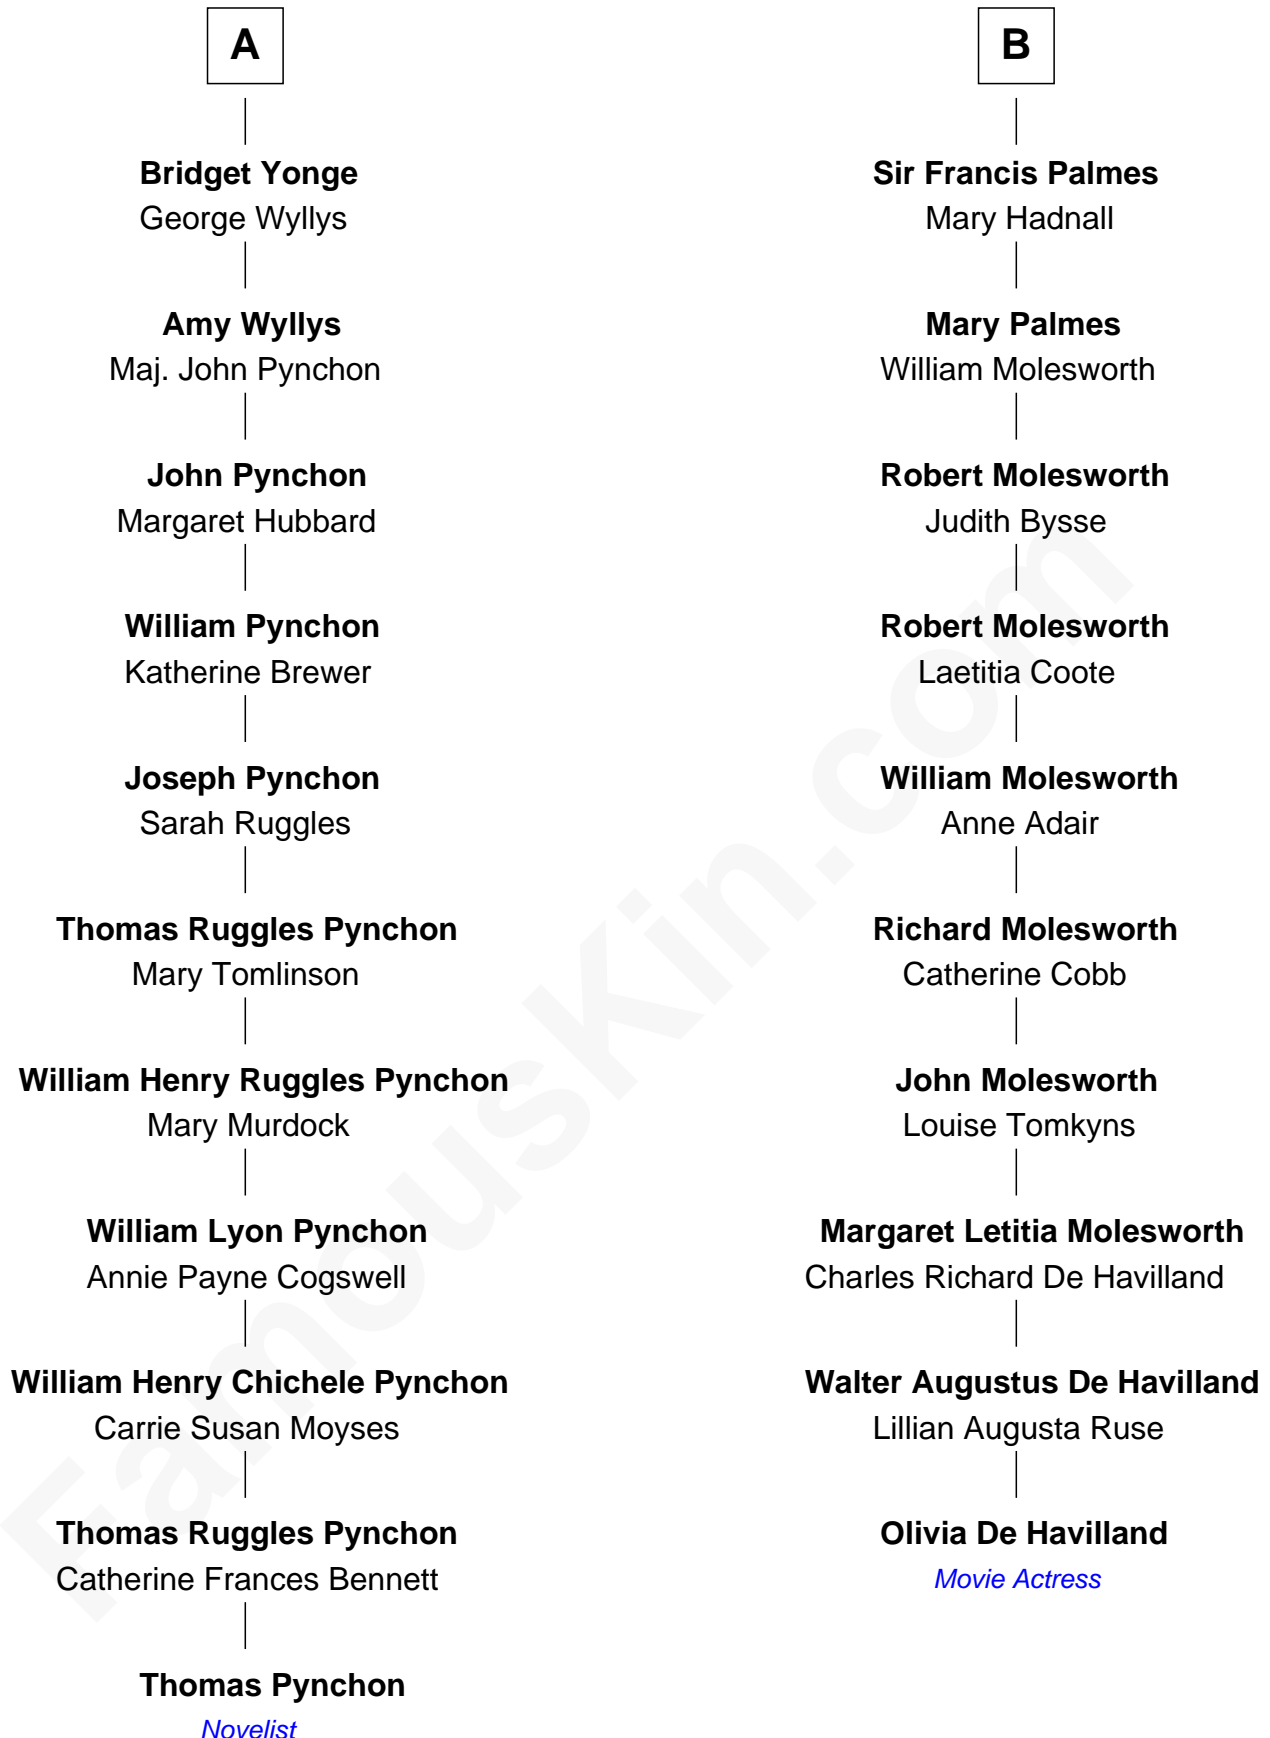 A
Bridget Yonge
George Wyllys
Amy Wyllys
Maj. John Pynchon
John Pynchon
Margaret Hubbard
William Pynchon
Katherine Brewer
Joseph Pynchon
Sarah Ruggles
Thomas Ruggles Pynchon
Mary Tomlinson
William Henry Ruggles Pynchon
Mary Murdock
William Lyon Pynchon
Annie Payne Cogswell
William Henry Chichele Pynchon
Carrie Susan Moyses
Thomas Ruggles Pynchon
Catherine Frances Bennett
Thomas Pynchon
Novelist
B
Sir Francis Palmes
Mary Hadnall
Mary Palmes
William Molesworth
Robert Molesworth
Judith Bysse
Robert Molesworth
Laetitia Coote
William Molesworth
Anne Adair
Richard Molesworth
Catherine Cobb
John Molesworth
Louise Tomkyns
Margaret Letitia Molesworth
Charles Richard De Havilland
Walter Augustus De Havilland
Lillian Augusta Ruse
Olivia De Havilland
Movie Actress
FamousKin.com